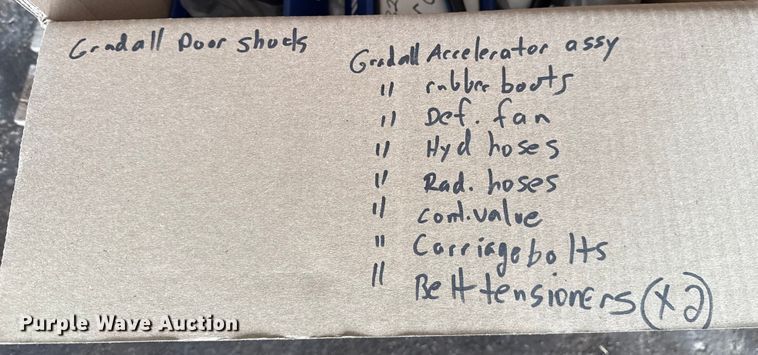 Gradall Door shocks
Gradall Accelerator assy
" rubber boots
" Def. fan
" Hyd hoses
" Rad. hoses
" cont. valve
" Carriage bolts
" Belt tensioners (x2)
Purple Wave Auction